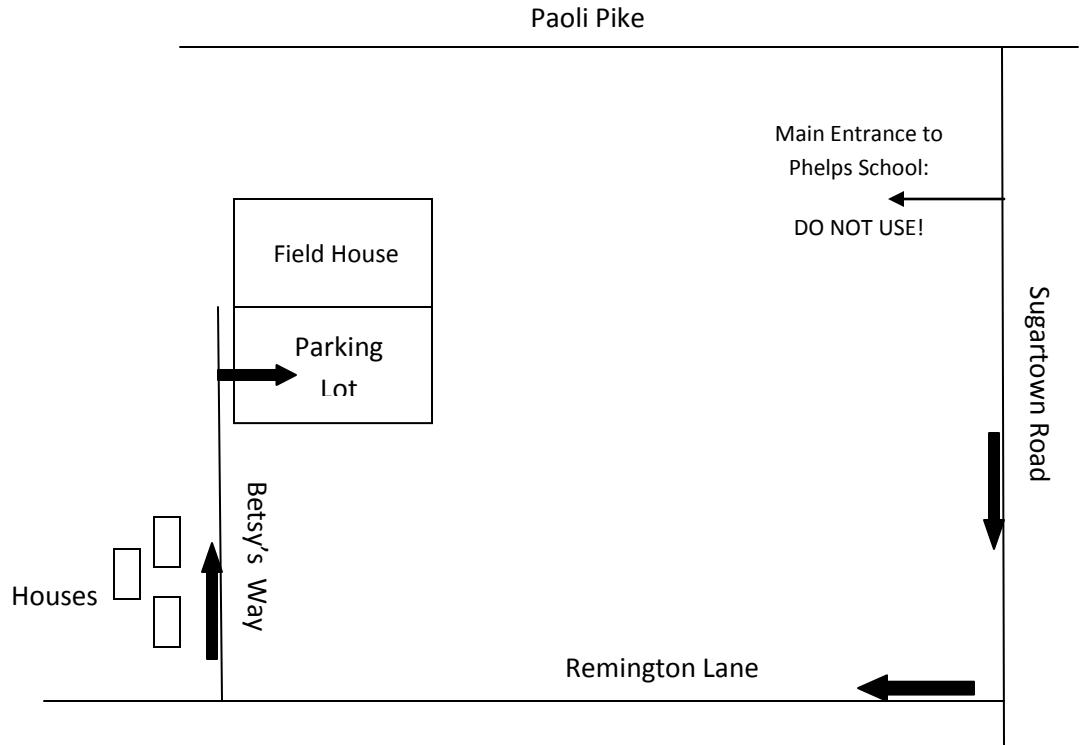 Paoli Pike
Main Entrance to
Phelps School:
DO NOT USE!
Field House
Parking
Lot
Sugartown Road
Betsy's Way
Houses
Remington Lane